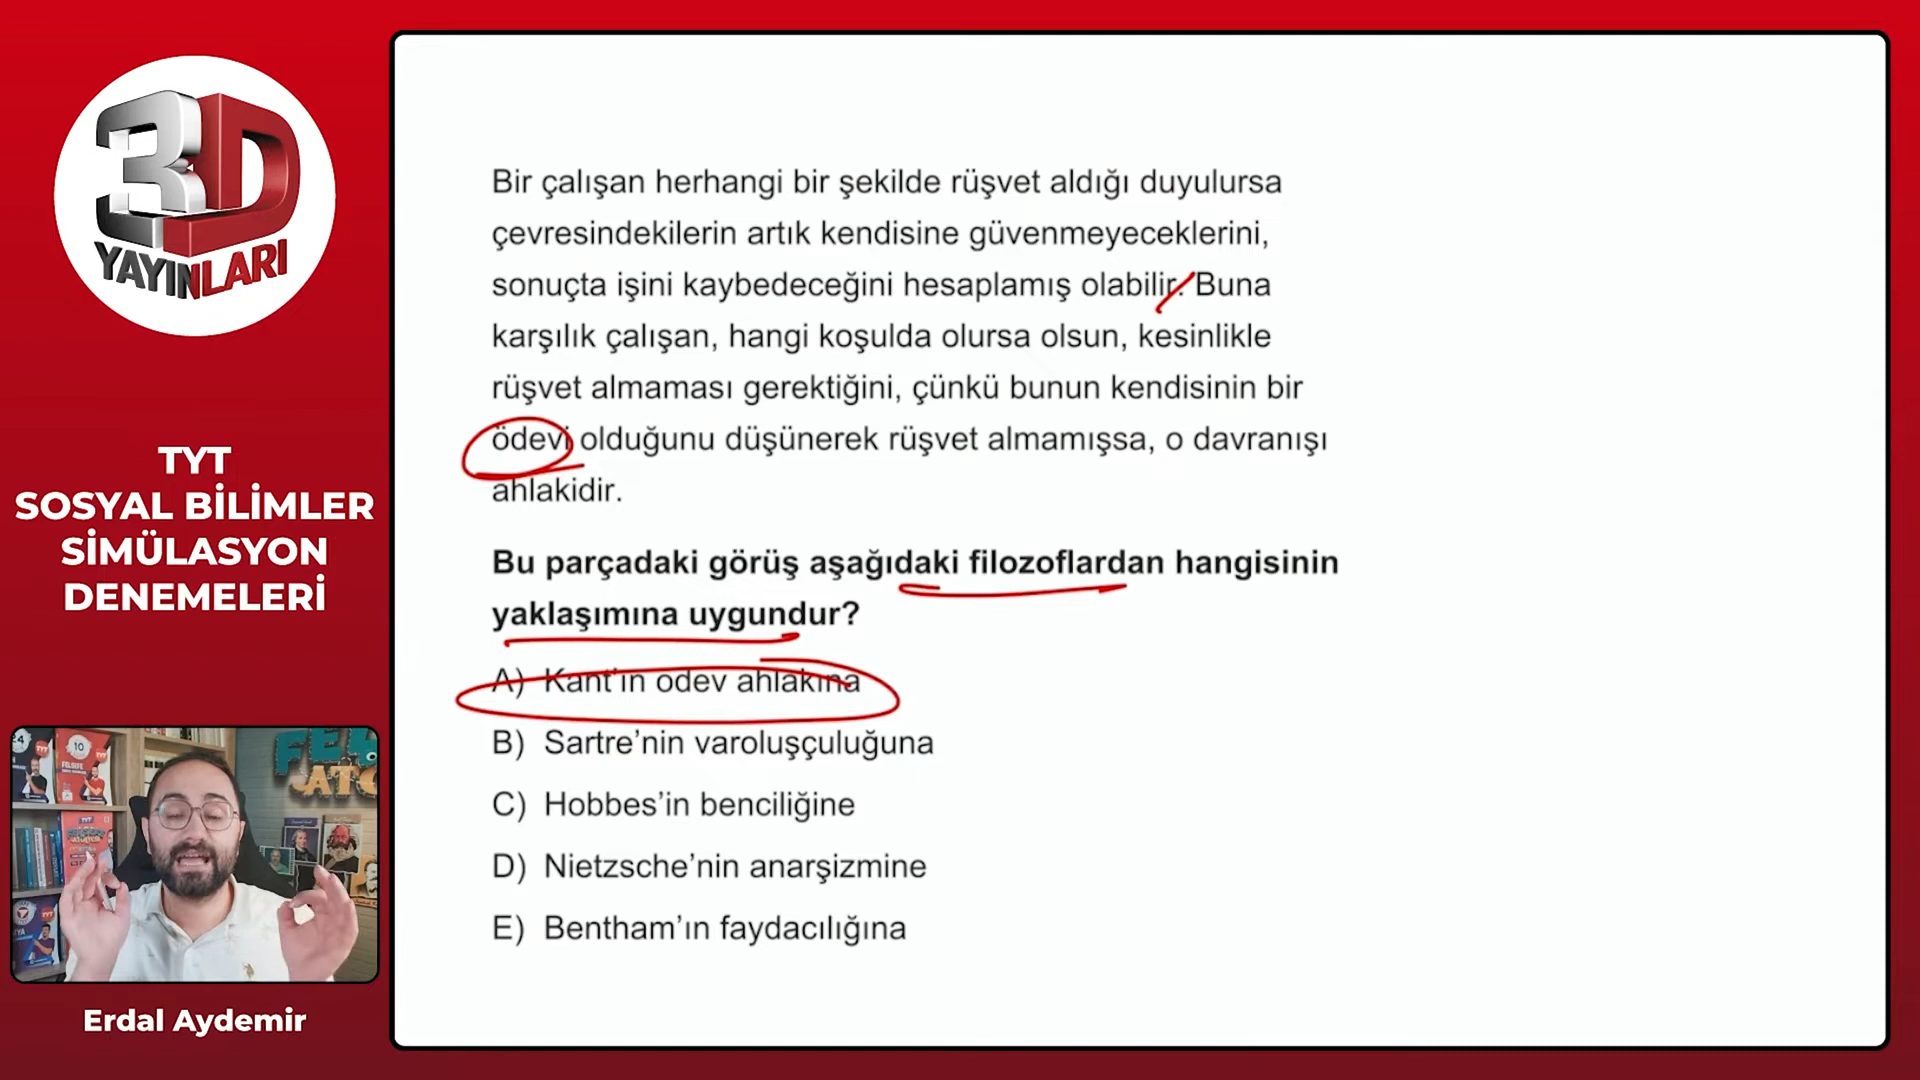 3D
YAYINLARI
TYT
SOSYAL BİLİMLER
SİMÜLASYON
DENEMELERİ
Erdal Aydemir
Bir çalışan herhangi bir şekilde rüşvet aldığı duyulursa
çevresindekilerin artık kendisine güvenmeyeceklerini,
sonuçta işini kaybedeceğini hesaplamış olabilir. Buna
karşılık çalışan, hangi koşulda olursa olsun, kesinlikle
rüşvet almaması gerektiğini, çünkü bunun kendisinin bir
ödevi olduğunu düşünerek rüşvet almamışsa, o davranışı
ahlakidir.
Bu parçadaki görüş aşağıdaki filozoflardan hangisinin
yaklaşımına uygundur?
A) Kant'ın ödev ahlakına
B) Sartre'nin varoluşçuluğuna
C) Hobbes'in benciliğine
D) Nietzsche'nin anarşizmine
E) Bentham'ın faydacılığına